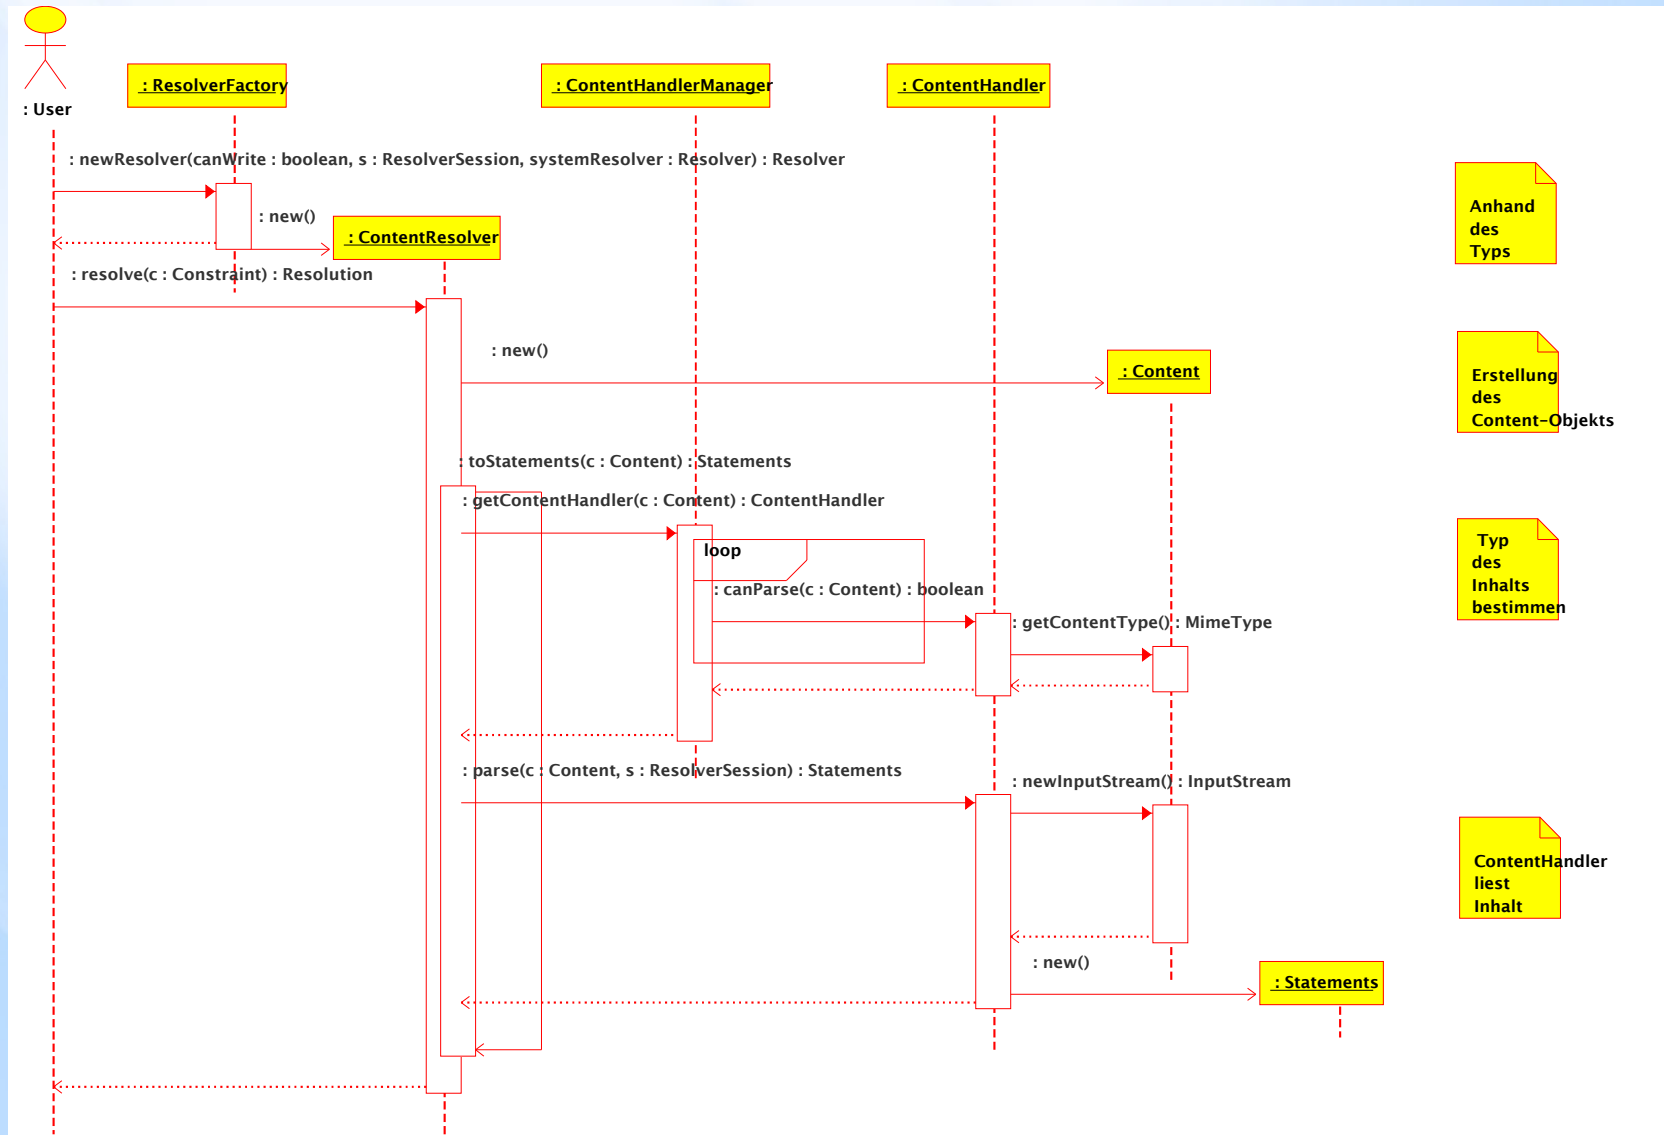 : User
: ResolverFactory
: ContentHandlerManager
: ContentHandler
: newResolver(canWrite : boolean, s : ResolverSession, systemResolver : Resolver) : Resolver
: new()
: ContentResolver
Anhand
des
Typs
: resolve(c : Constraint) : Resolution
: new()
: Content
Erstellung
des
Content-Objekts
: toStatements(c : Content) : Statements
: getContentHandler(c : Content) : ContentHandler
loop
: canParse(c : Content) : boolean
: getContentType() : MimeType
Typ
des
Inhalts
bestimmen
: parse(c : Content, s : ResolverSession) : Statements
: newInputStream() : InputStream
ContentHandler
liest
Inhalt
: new()
: Statements